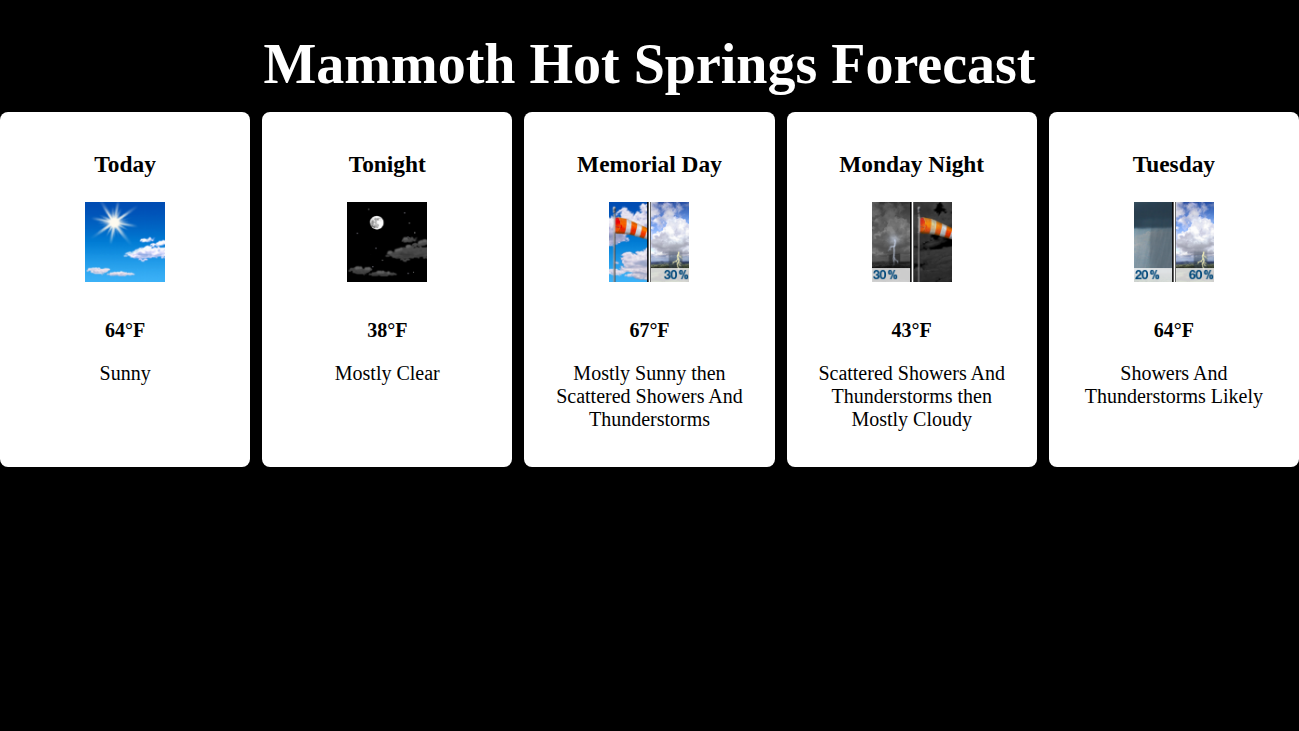 Mammoth Hot Springs Forecast
Today
64°F
Sunny
Tonight
38°F
Mostly Clear
Memorial Day
30%
67°F
Mostly Sunny then
Scattered Showers And
Thunderstorms
Monday Night
30%
43°F
Scattered Showers And
Thunderstorms then
Mostly Cloudy
Tuesday
20% 60%
64°F
Showers And
Thunderstorms Likely